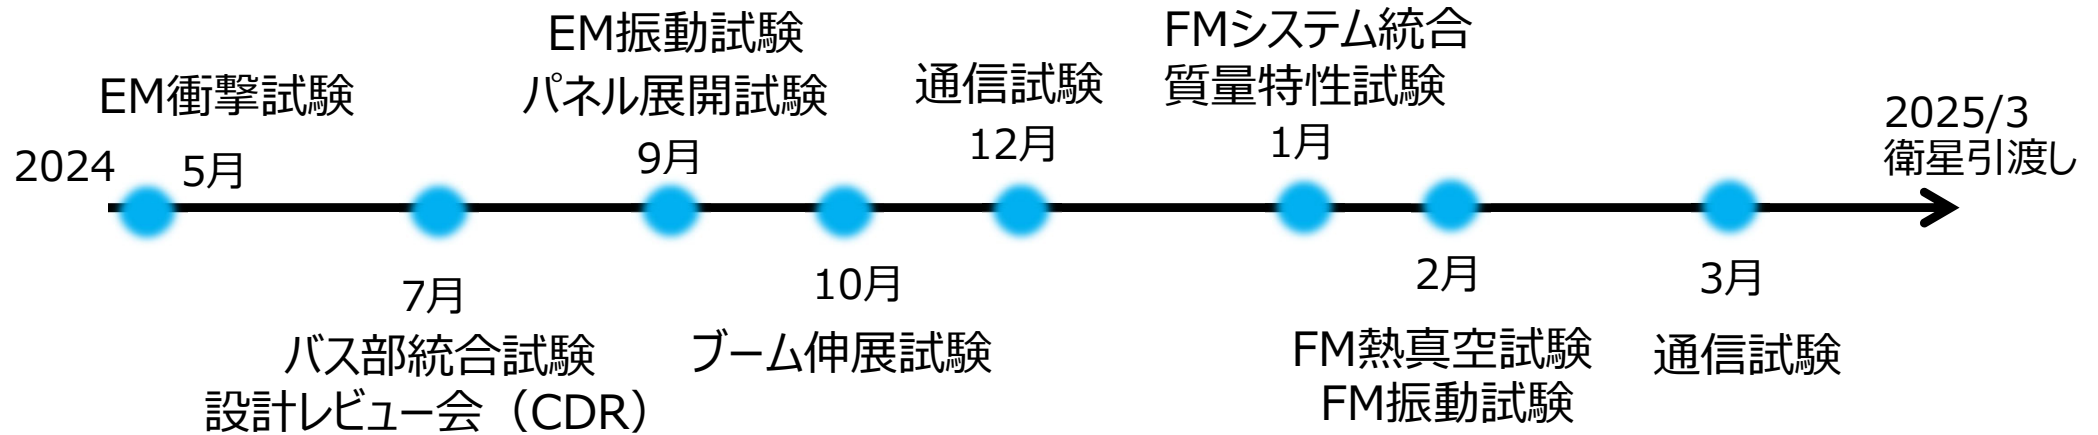 2024
EM衝撃試験
5月
7月
バス部統合試験
設計レビュー会（CDR）
EM振動試験
パネル展開試験
9月
10月
ブーム伸展試験
通信試験
12月
FMシステム統合
質量特性試験
1月
2月
FM熱真空試験
FM振動試験
3月
通信試験
2025/3
衛星引渡し